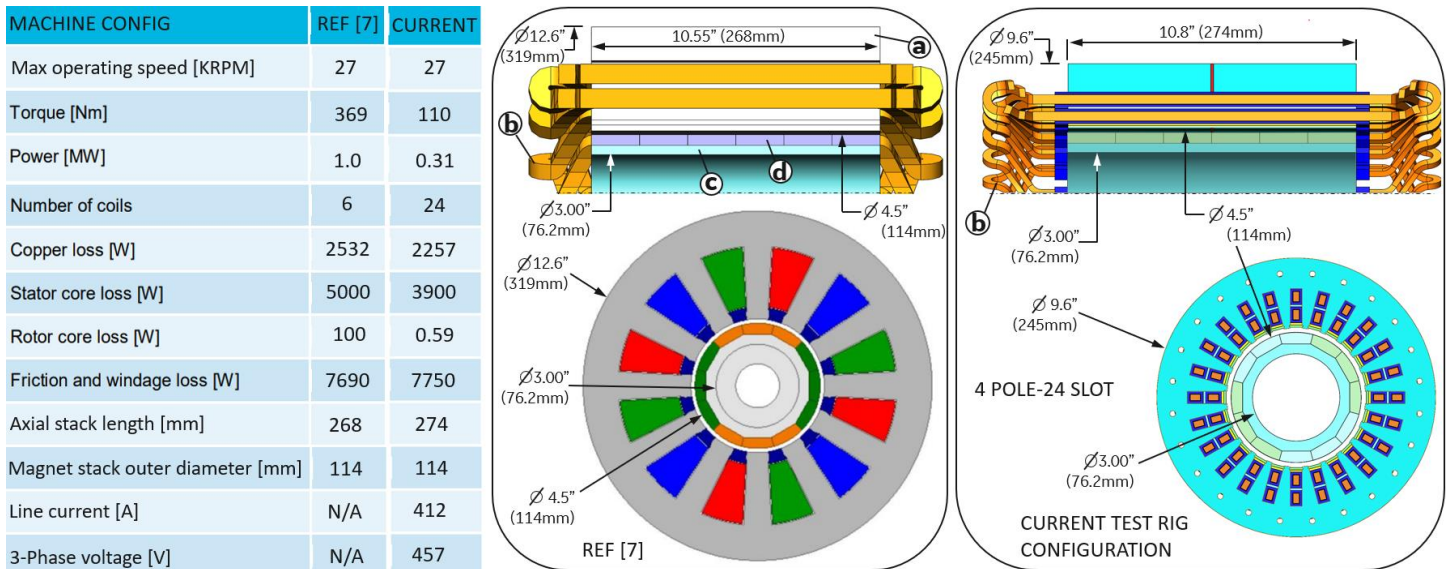 MACHINE CONFIG REF [7] CURRENT
Max operating speed [KRPM] 27 27
Torque [Nm] 369 110
Power [MW] 1.0 0.31
Number of coils 6 24
Copper loss [W] 2532 2257
Stator core loss [W] 5000 3900
Rotor core loss [W] 100 0.59
Friction and windage loss [W] 7690 7750
Axial stack length [mm] 268 274
Magnet stack outer diameter [mm] 114 114
Line current [A] N/A 412
3-Phase voltage [V] N/A 457
Ø12.6”
(319mm)
10.55” (268mm)
a
b
c
d
Ø3.00”
(76.2mm)
Ø 4.5”
(114mm)
Ø12.6”
(319mm)
Ø3.00”
(76.2mm)
Ø 4.5”
(114mm)
REF [7]
Ø 9.6”
(245mm)
10.8” (274mm)
b
Ø3.00”
(76.2mm)
Ø 4.5”
(114mm)
Ø 9.6”
(245mm)
4 POLE-24 SLOT
Ø3.00”
(76.2mm)
CURRENT TEST RIG
CONFIGURATION